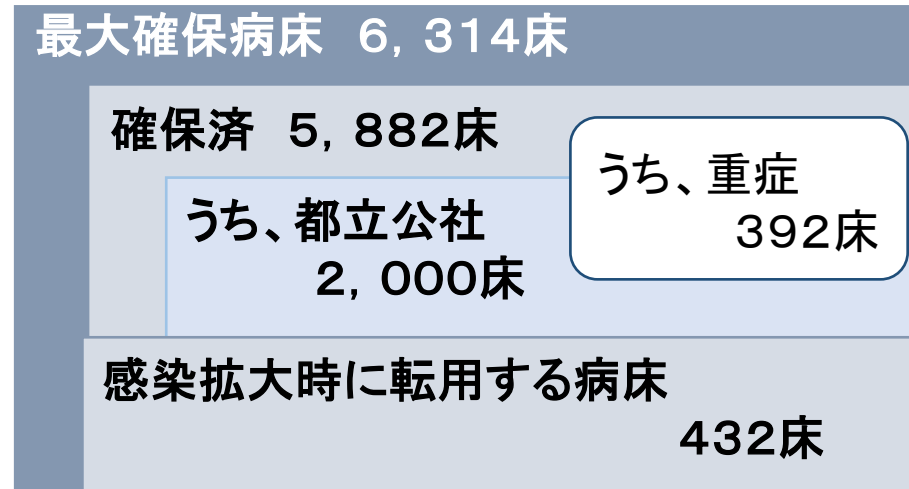 最大確保病床　６，３１４床
確保済　５，８８２床
うち、重症
３９２床
うち、都立公社
２，０００床
感染拡大時に転用する病床
４３２床